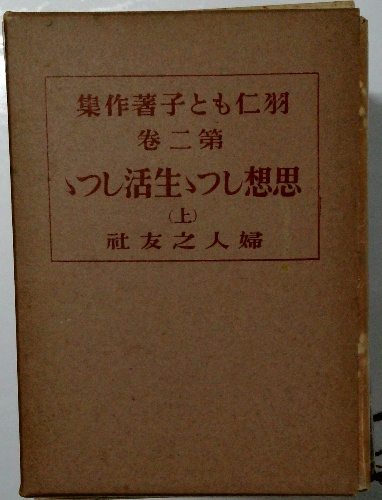 羽仁もと子著作集
第二卷
思想しつゝ生活しつゝ
(上)
婦人之友社